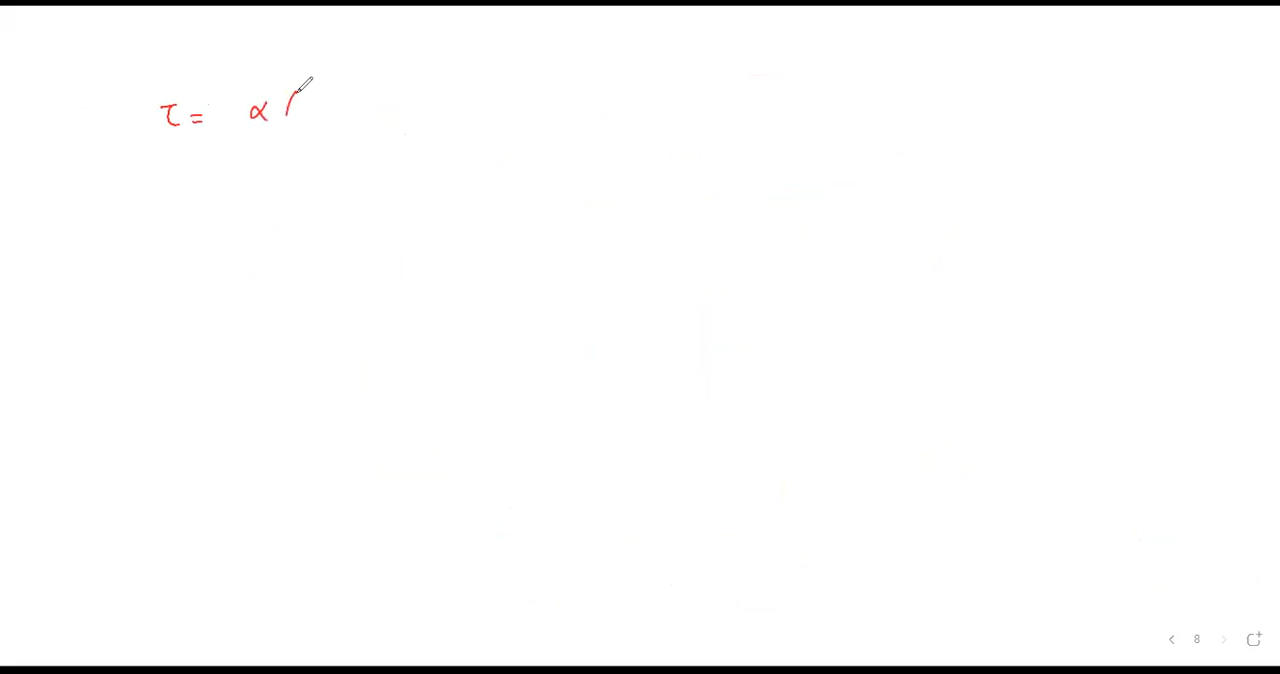 τ = α
8